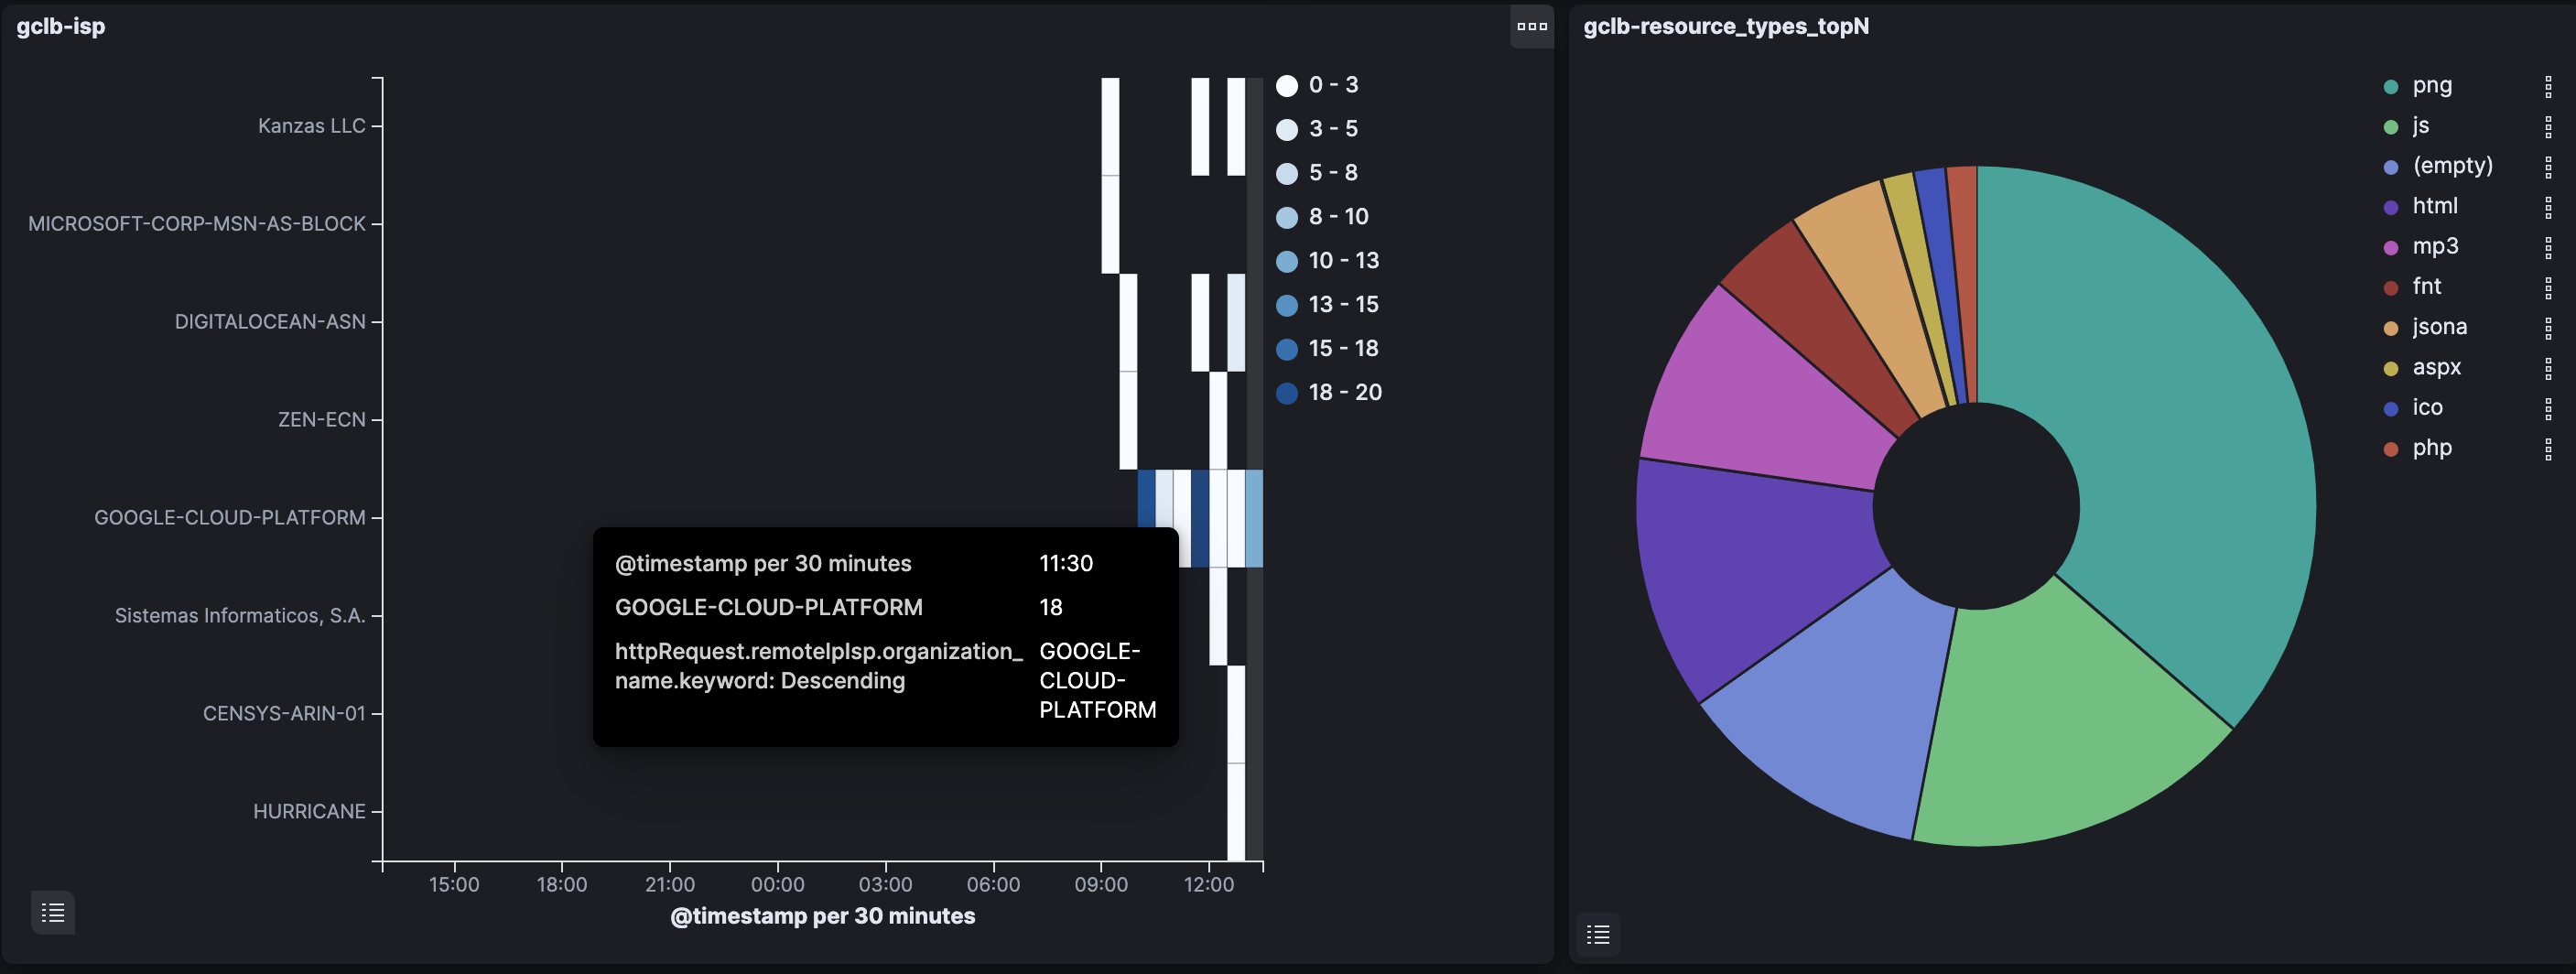 gclb-isp
Kanzas LLC
MICROSOFT-CORP-MSN-AS-BLOCK
DIGITALOCEAN-ASN
ZEN-ECN
GOOGLE-CLOUD-PLATFORM
Sistemas Informaticos, S.A.
CENSYS-ARIN-01
HURRICANE
15:00 18:00 21:00 00:00 03:00 06:00 09:00 12:00
@timestamp per 30 minutes
0 - 3
3 - 5
5 - 8
8 - 10
10 - 13
13 - 15
15 - 18
18 - 20
@timestamp per 30 minutes 11:30
GOOGLE-CLOUD-PLATFORM 18
httpRequest.remoteIpIsp.organization_ GOOGLE-
name.keyword: Descending CLOUD-
PLATFORM
gclb-resource_types_topN
png
js
(empty)
html
mp3
fnt
jsona
aspx
ico
php